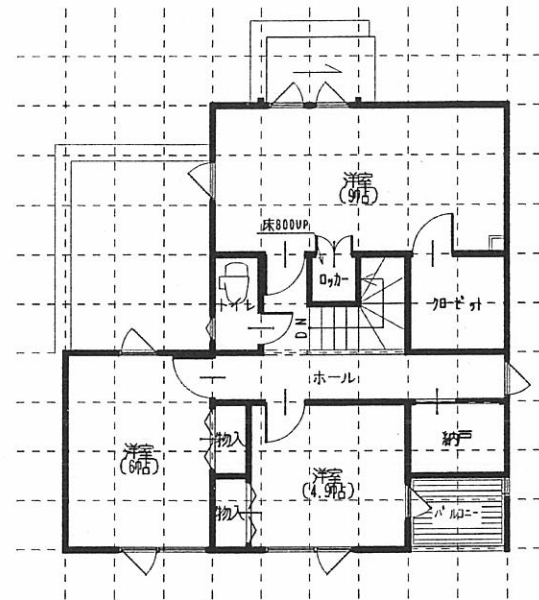 洋室
(9帖)
床800UP
ロッカー
トイレ
クローゼット
DN
ホール
物入
納戸
洋室
(6帖)
洋室
(4.9帖)
物入
バルコニー